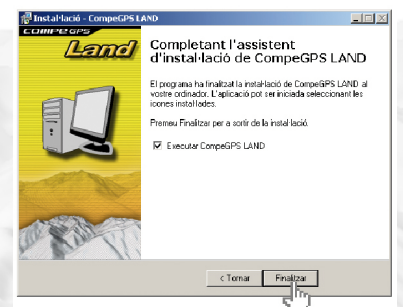 Instal·lació - CompeGPS LAND
COMPE GPS
Land
Completant l'assistent
d'instal·lació de CompeGPS LAND
El programa ha finalitzat la instal·lació de CompeGPS LAND al
vostre ordinador. L'aplicació pot ser iniciada seleccionant les
icones instal·lades.
Premeu Finalitzar per a sortir de la instal·lació.
Executar CompeGPS LAND
< Tornar
Finalitzar